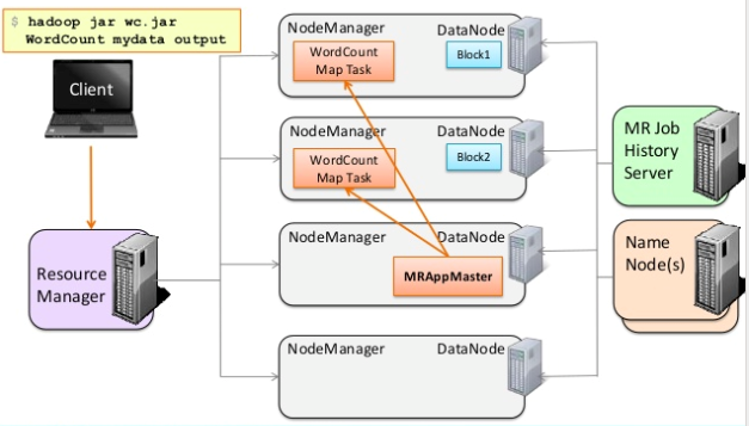 $ hadoop jar wc.jar
WordCount mydata output
Client
Resource
Manager
NodeManager
DataNode
WordCount
Map Task
Block1
NodeManager
DataNode
WordCount
Map Task
Block2
NodeManager
DataNode
MRAppMaster
NodeManager
DataNode
MR Job
History
Server
Name
Node(s)